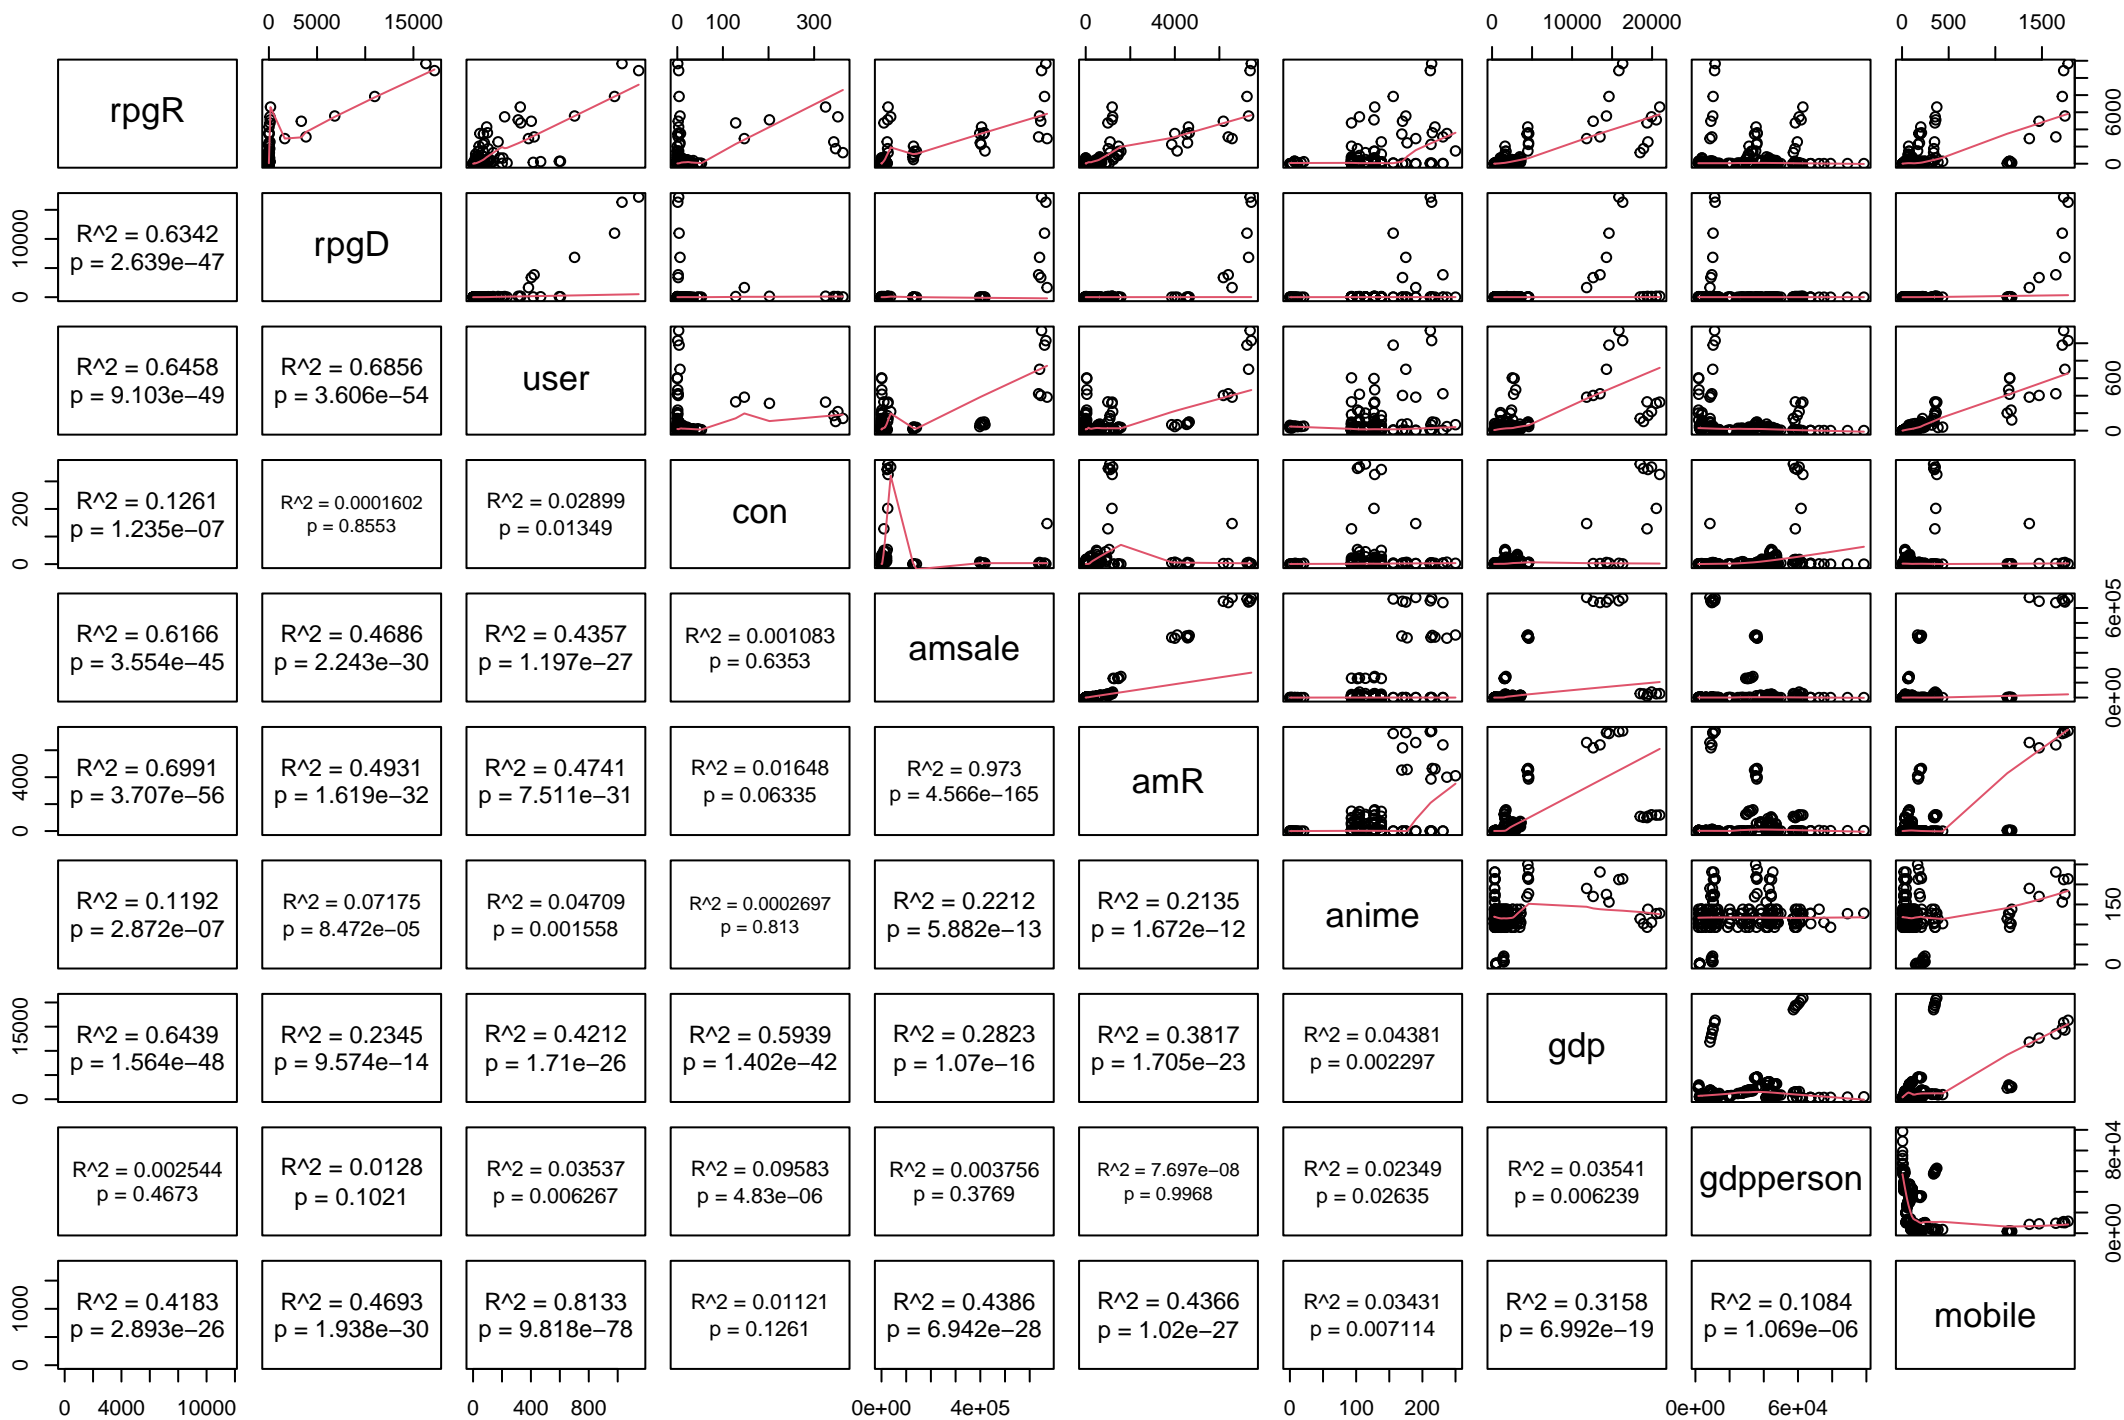 0 5000 15000 0 100 300 0 4000 0 10000 20000 0 500 1500
rpgR
0 6000
0 10000
R^2 = 0.6342
p = 2.639e−47
rpgD
R^2 = 0.6458
p = 9.103e−49
R^2 = 0.6856
p = 3.606e−54
user
0 600
0 200
R^2 = 0.1261
p = 1.235e−07
R^2 = 0.0001602
p = 0.8553
R^2 = 0.02899
p = 0.01349
con
R^2 = 0.6166
p = 3.554e−45
R^2 = 0.4686
p = 2.243e−30
R^2 = 0.4357
p = 1.197e−27
R^2 = 0.001083
p = 0.6353
amsale
0e+00 6e+05
0 4000
R^2 = 0.6991
p = 3.707e−56
R^2 = 0.4931
p = 1.619e−32
R^2 = 0.4741
p = 7.511e−31
R^2 = 0.01648
p = 0.06335
R^2 = 0.973
p = 4.566e−165
amR
R^2 = 0.1192
p = 2.872e−07
R^2 = 0.07175
p = 8.472e−05
R^2 = 0.04709
p = 0.001558
R^2 = 0.0002697
p = 0.813
R^2 = 0.2212
p = 5.882e−13
R^2 = 0.2135
p = 1.672e−12
anime
0 150
0 15000
R^2 = 0.6439
p = 1.564e−48
R^2 = 0.2345
p = 9.574e−14
R^2 = 0.4212
p = 1.71e−26
R^2 = 0.5939
p = 1.402e−42
R^2 = 0.2823
p = 1.07e−16
R^2 = 0.3817
p = 1.705e−23
R^2 = 0.04381
p = 0.002297
gdp
R^2 = 0.002544
p = 0.4673
R^2 = 0.0128
p = 0.1021
R^2 = 0.03537
p = 0.006267
R^2 = 0.09583
p = 4.83e−06
R^2 = 0.003756
p = 0.3769
R^2 = 7.697e−08
p = 0.9968
R^2 = 0.02349
p = 0.02635
R^2 = 0.03541
p = 0.006239
gdpperson
0e+00 8e+04
0 1000
R^2 = 0.4183
p = 2.893e−26
R^2 = 0.4693
p = 1.938e−30
R^2 = 0.8133
p = 9.818e−78
R^2 = 0.01121
p = 0.1261
R^2 = 0.4386
p = 6.942e−28
R^2 = 0.4366
p = 1.02e−27
R^2 = 0.03431
p = 0.007114
R^2 = 0.3158
p = 6.992e−19
R^2 = 0.1084
p = 1.069e−06
mobile
0 4000 10000 0 400 800 0e+00 4e+05 0 100 200 0e+00 6e+04